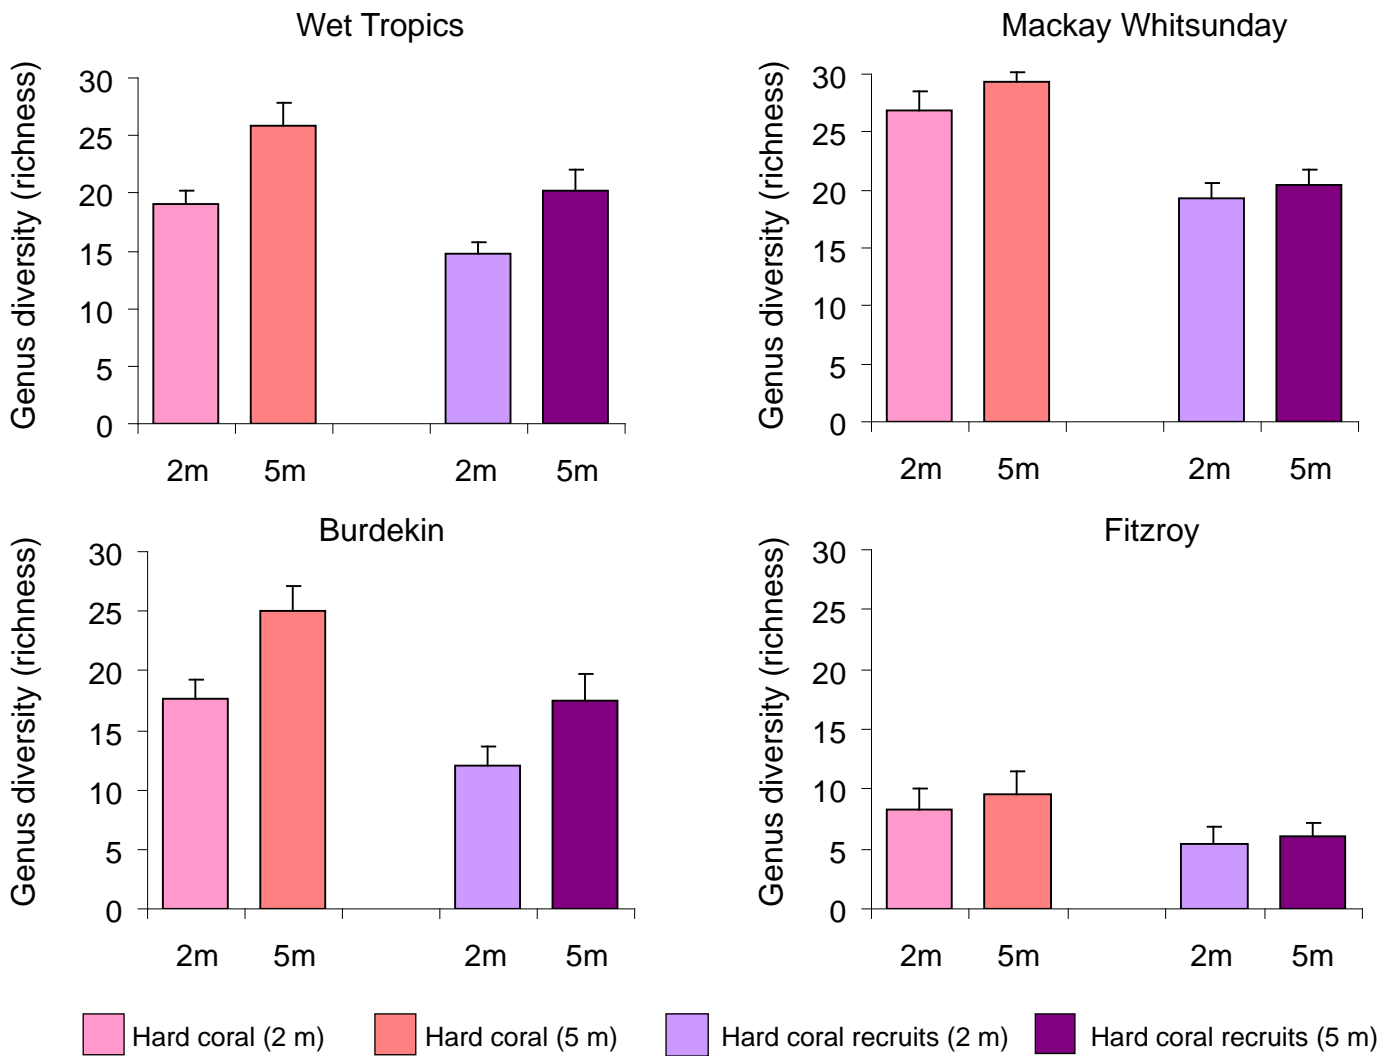 Wet Tropics
Genus diversity (richness)
30
25
20
15
10
5
0
2m 5m 2m 5m
Mackay Whitsunday
Genus diversity (richness)
30
25
20
15
10
5
0
2m 5m 2m 5m
Burdekin
Genus diversity (richness)
30
25
20
15
10
5
0
2m 5m 2m 5m
Fitzroy
Genus diversity (richness)
30
25
20
15
10
5
0
2m 5m 2m 5m
Hard coral (2 m) Hard coral (5 m) Hard coral recruits (2 m) Hard coral recruits (5 m)